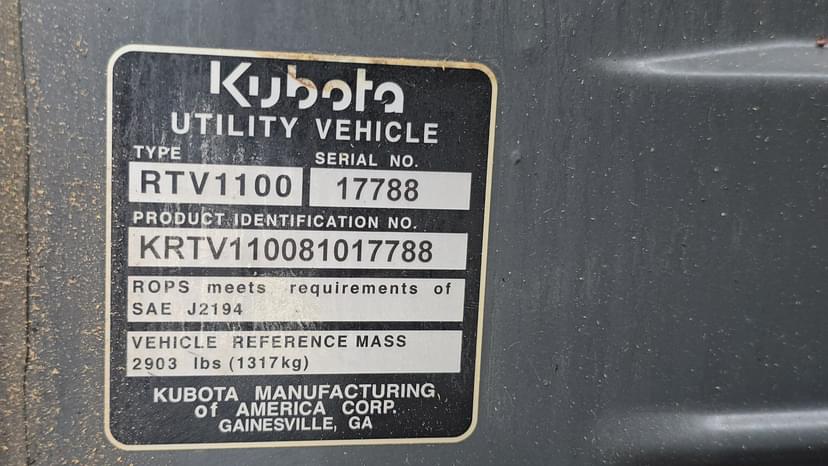 Kubota
UTILITY VEHICLE
TYPE SERIAL NO.
RTV1100 17788
PRODUCT IDENTIFICATION NO.
KRTV110081017788
ROPS meets requirements of
SAE J2194
VEHICLE REFERENCE MASS
2903 lbs (1317kg)
KUBOTA MANUFACTURING
of AMERICA CORP.
GAINESVILLE, GA